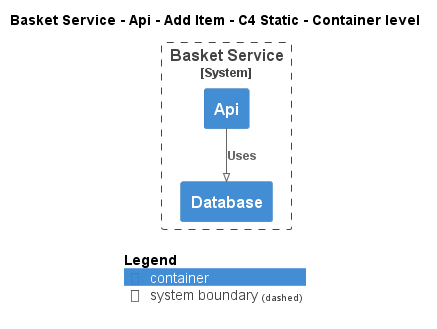 Basket Service - Api - Add Item - C4 Static - Container level
Basket Service
[System]
Api
Uses
Database
Legend
container
system boundary (dashed)